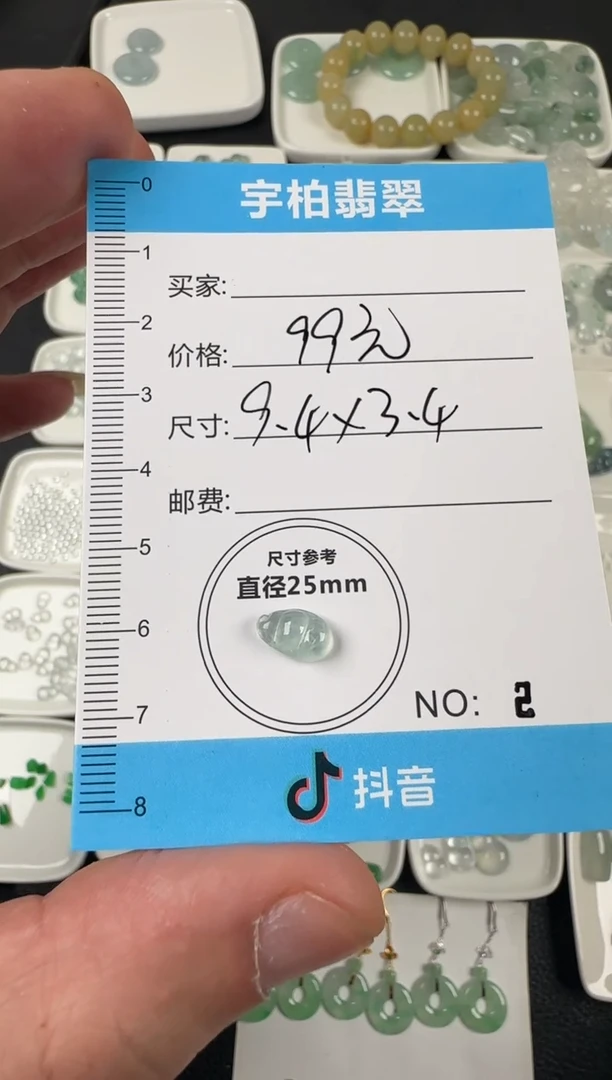 宇柏翡翠
0
1
买家:
2
价格: 99元
3
尺寸: 9.4x3.4
4
邮费:
5
尺寸参考
直径25mm
6
NO: 2
7
抖音
8